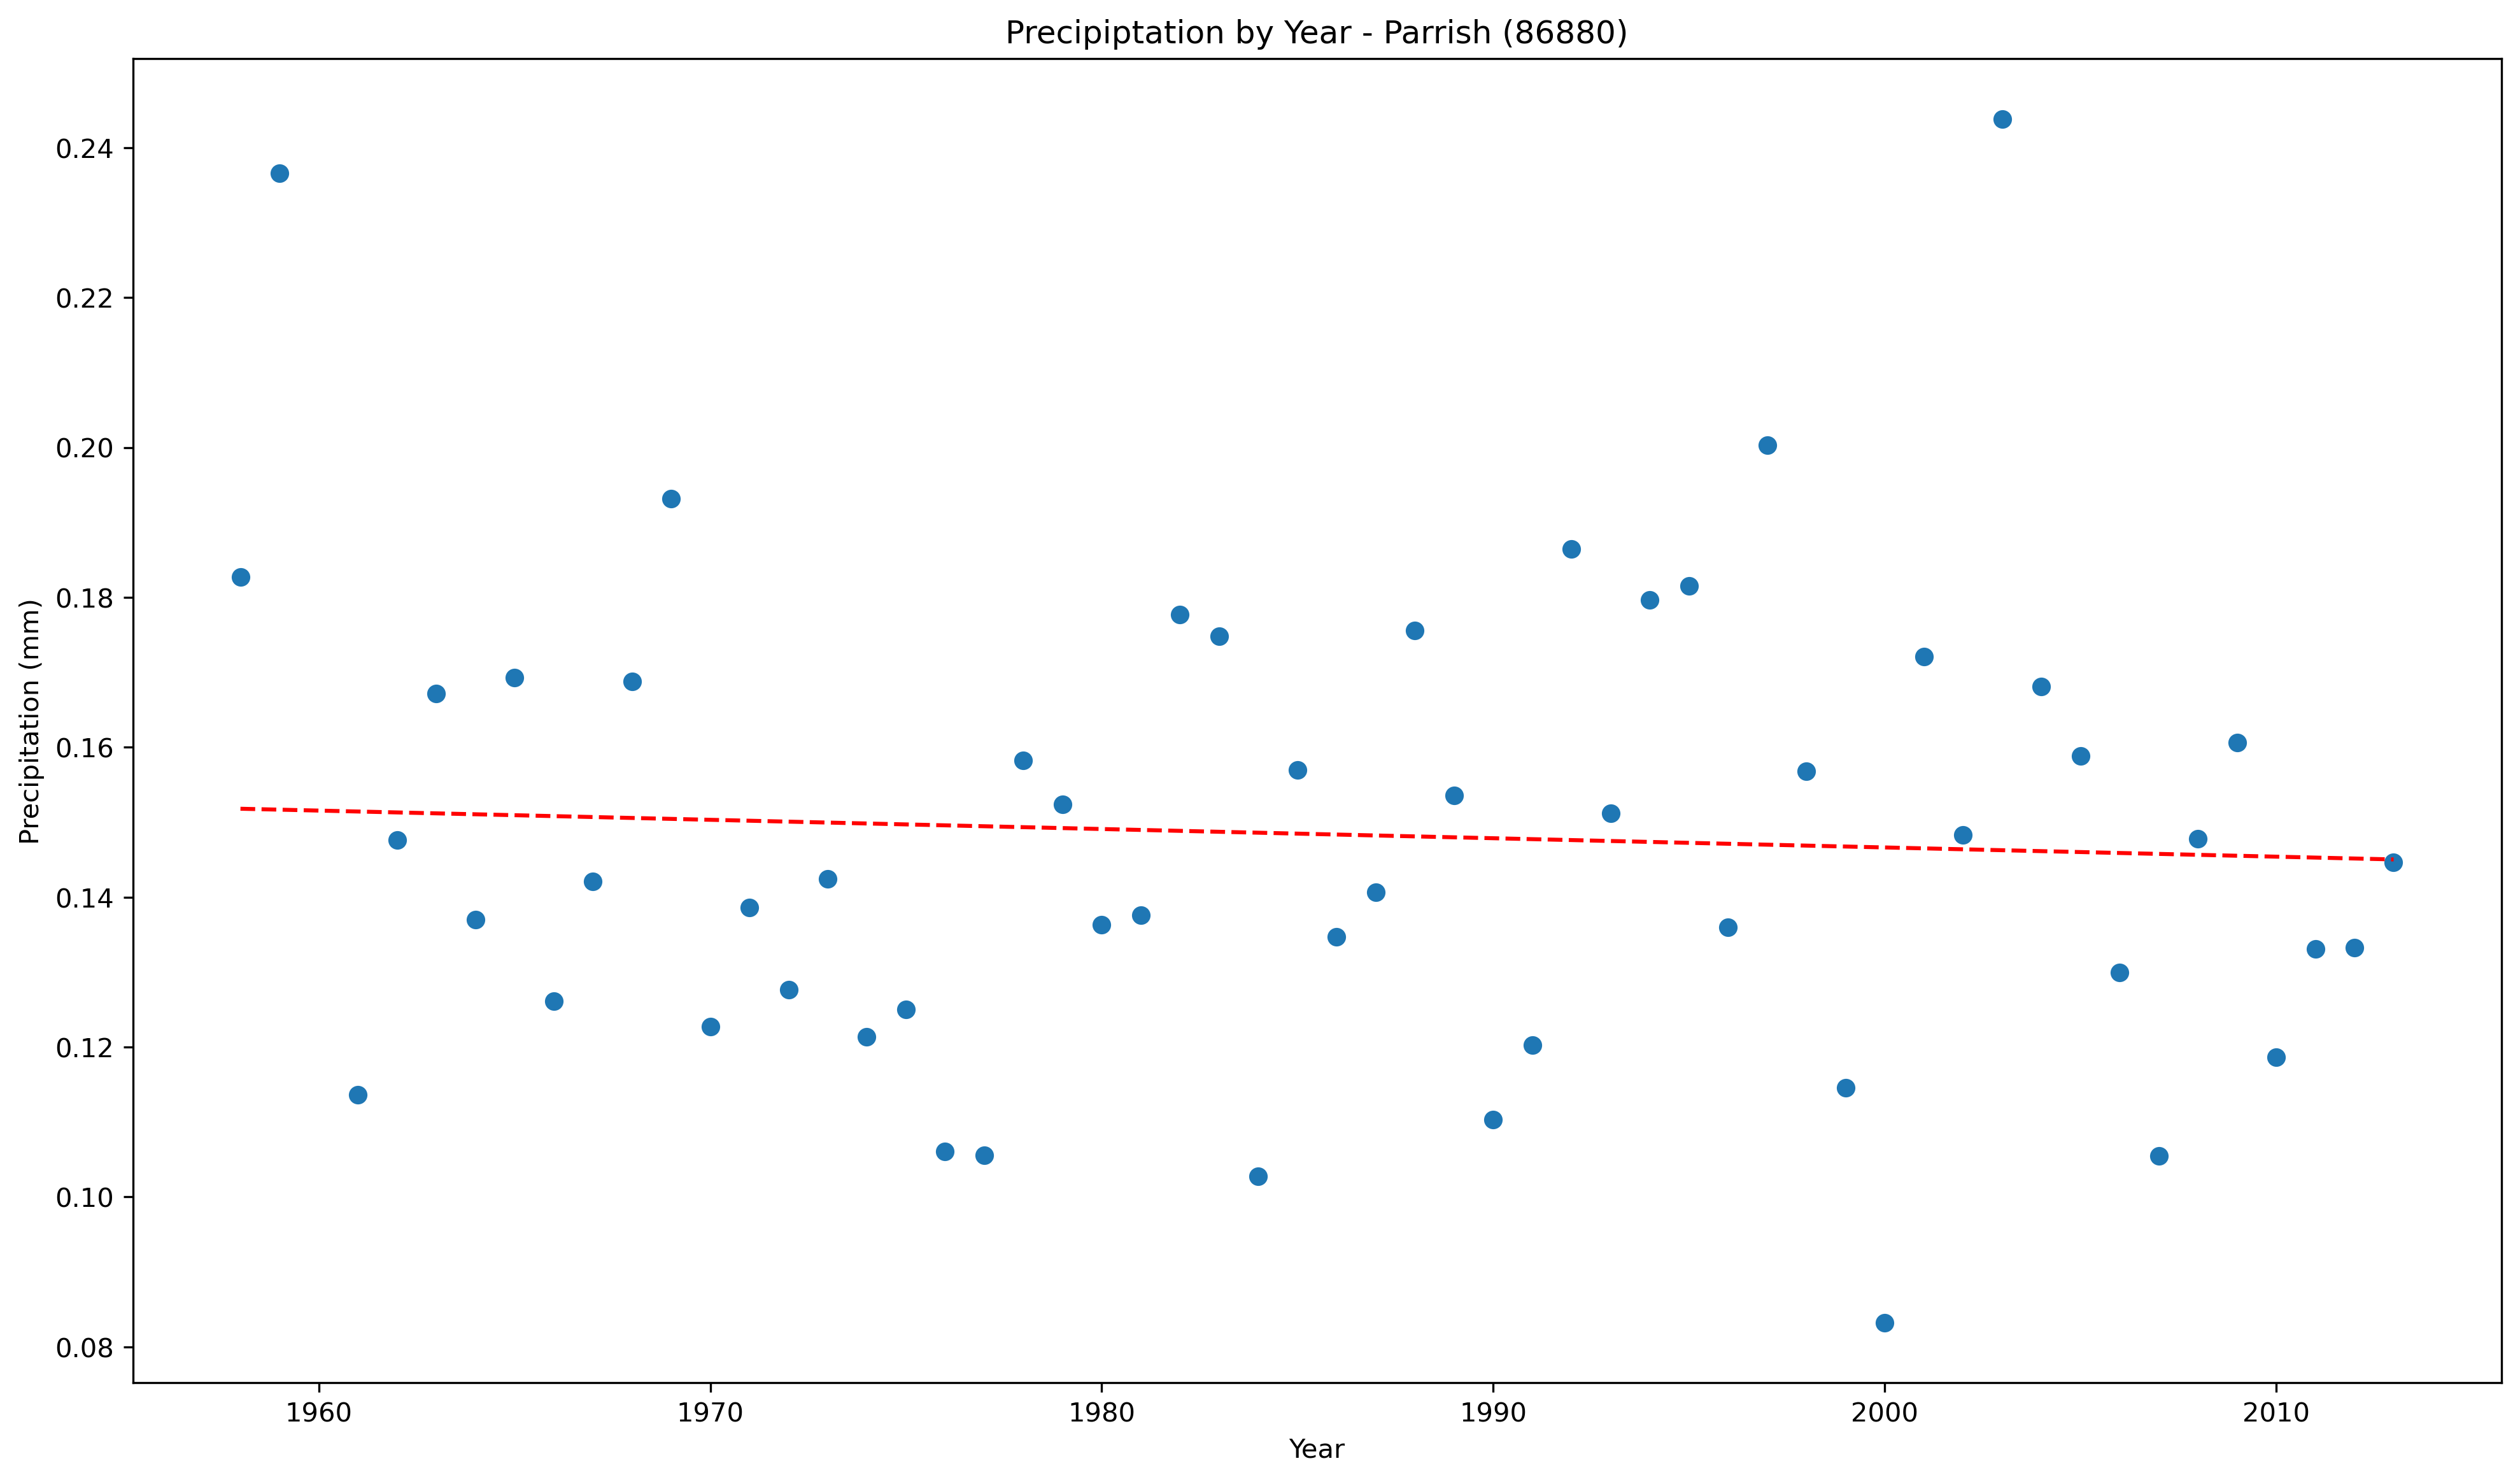 Precipiptation by Year - Parrish (86880)
Precipitation (mm)
0.24
0.22
0.20
0.18
0.16
0.14
0.12
0.10
0.08
1960 1970 1980 1990 2000 2010
Year